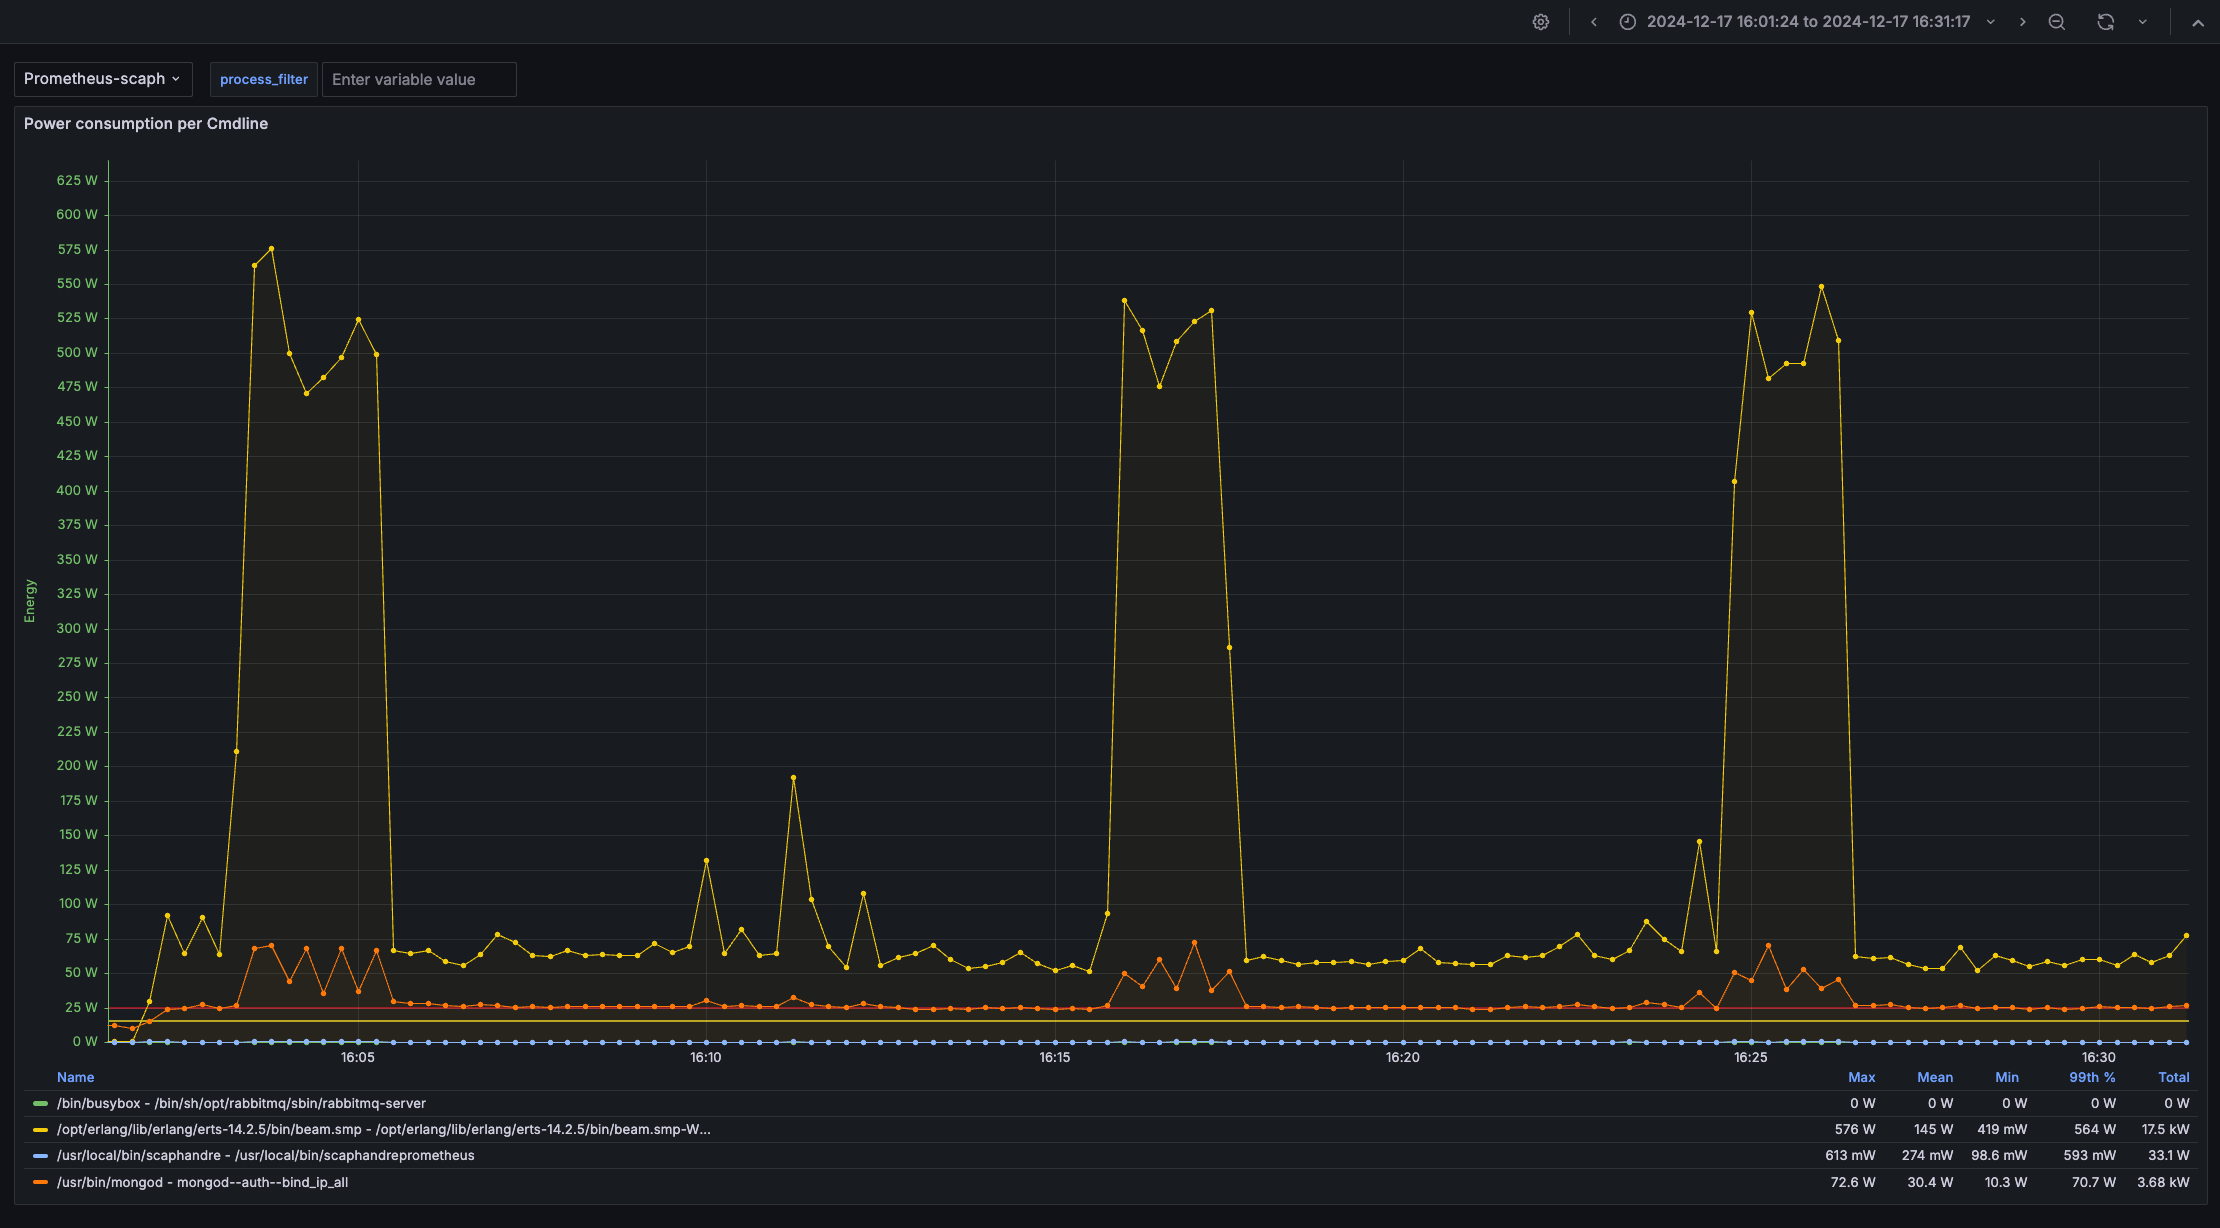 2024-12-17 16:01:24 to 2024-12-17 16:31:17
Prometheus-scaph process_filter Enter variable value
Power consumption per Cmdline
625 W
600 W
575 W
550 W
525 W
500 W
475 W
450 W
425 W
400 W
375 W
350 W
325 W
300 W
275 W
250 W
225 W
200 W
175 W
150 W
125 W
100 W
75 W
50 W
25 W
0 W
Energy
16:05 16:10 16:15 16:20 16:25 16:30
Name Max Mean Min 99th % Total
/bin/busybox - /bin/sh/opt/rabbitmq/sbin/rabbitmq-server 0 W 0 W 0 W 0 W 0 W
/opt/erlang/lib/erlang/erts-14.2.5/bin/beam.smp - /opt/erlang/lib/erlang/erts-14.2.5/bin/beam.smp-W... 576 W 145 W 419 mW 564 W 17.5 kW
/usr/local/bin/scaphandre - /usr/local/bin/scaphandreprometheus 613 mW 274 mW 98.6 mW 593 mW 33.1 W
/usr/bin/mongod - mongod--auth--bind_ip_all 72.6 W 30.4 W 10.3 W 70.7 W 3.68 kW